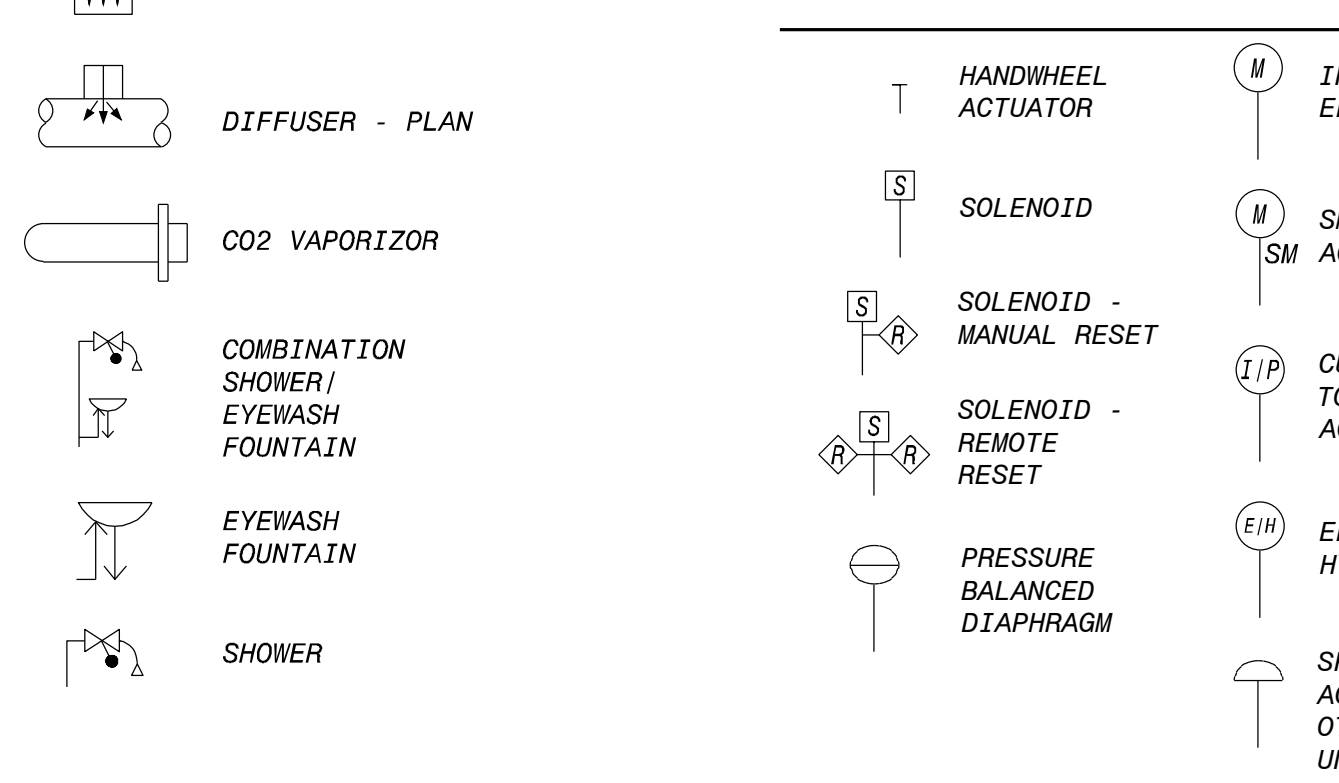 DIFFUSER - PLAN
CO2 VAPORIZOR
COMBINATION
SHOWER/
EYEWASH
FOUNTAIN
EYEWASH
FOUNTAIN
SHOWER
HANDWHEEL
ACTUATOR
S
SOLENOID
S
R
SOLENOID -
MANUAL RESET
S
R R
SOLENOID -
REMOTE
RESET
PRESSURE
BALANCED
DIAPHRAGM
M
M
SM
I/P
E/H